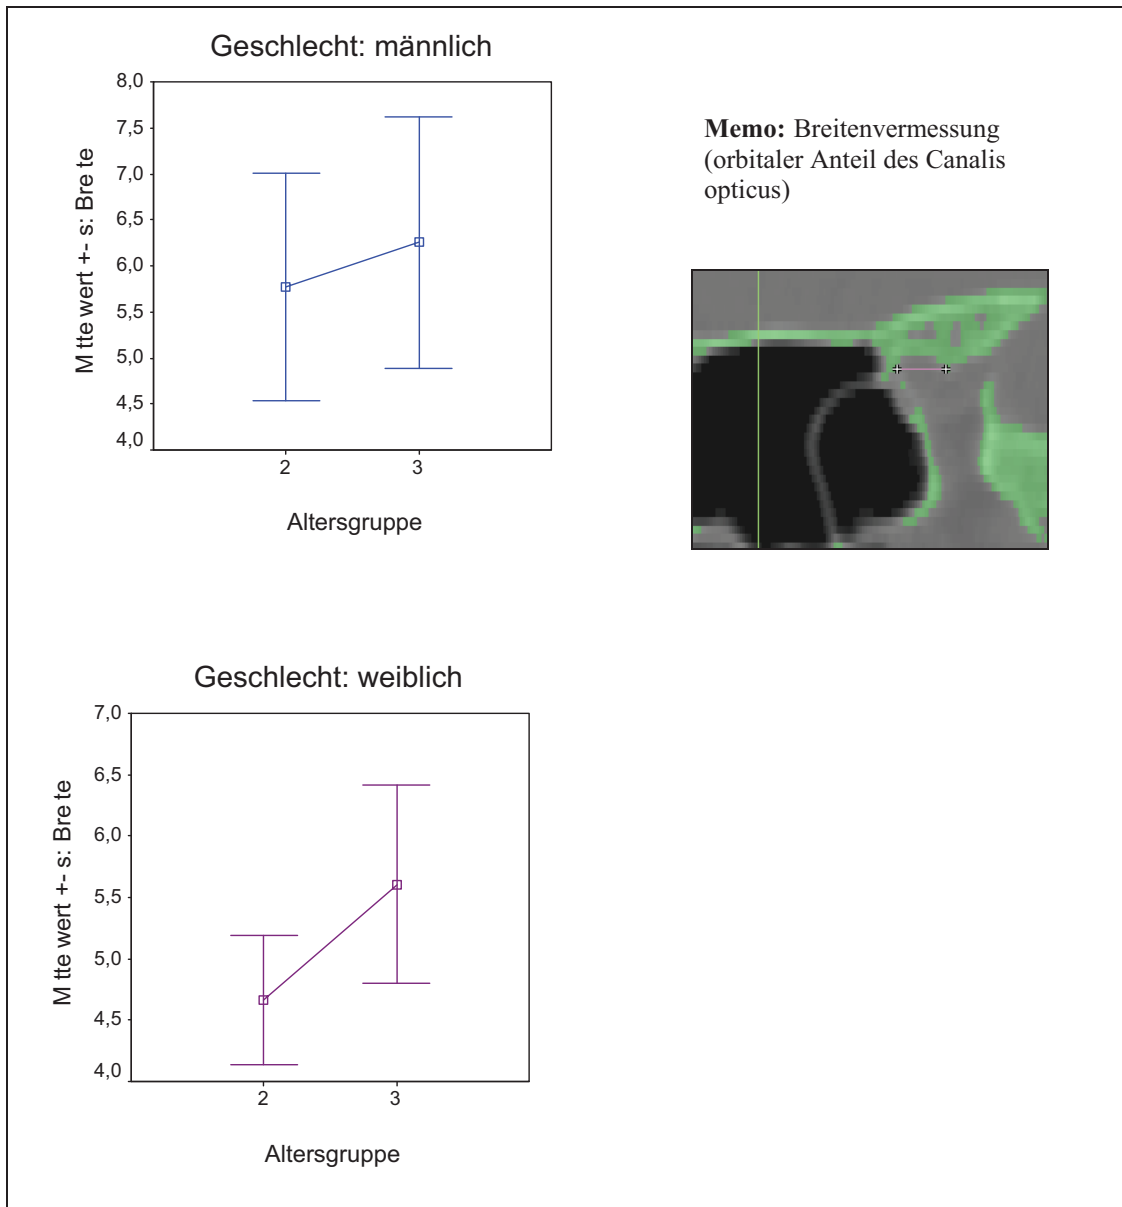 Geschlecht: männlich
8,0
7,5
7,0
6,5
6,0
5,5
5,0
4,5
4,0
M tte wert +- s: Bre te
2 3
Altersgruppe
Memo: Breitenvermessung
(orbitaler Anteil des Canalis
opticus)
Geschlecht: weiblich
7,0
6,5
6,0
5,5
5,0
4,5
4,0
M tte wert +- s: Bre te
2 3
Altersgruppe